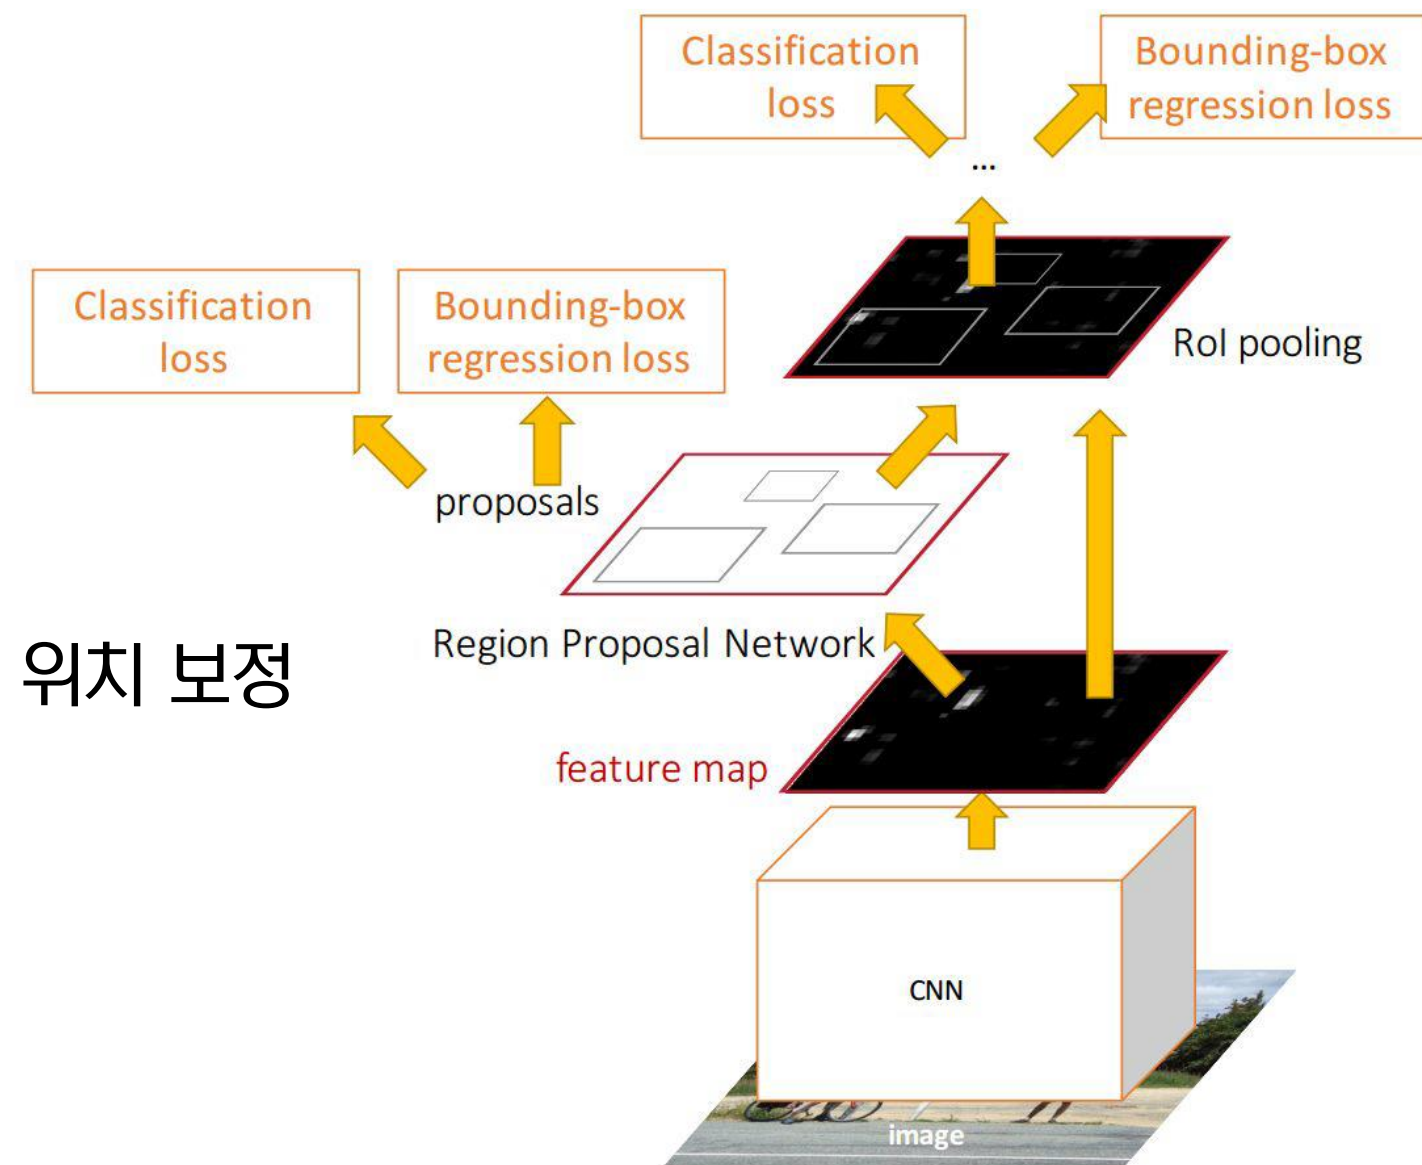 Classification
loss
Bounding-box
regression loss
...
Classification
loss
Bounding-box
regression loss
RoI pooling
proposals
Region Proposal Network
위치 보정
feature map
CNN
image